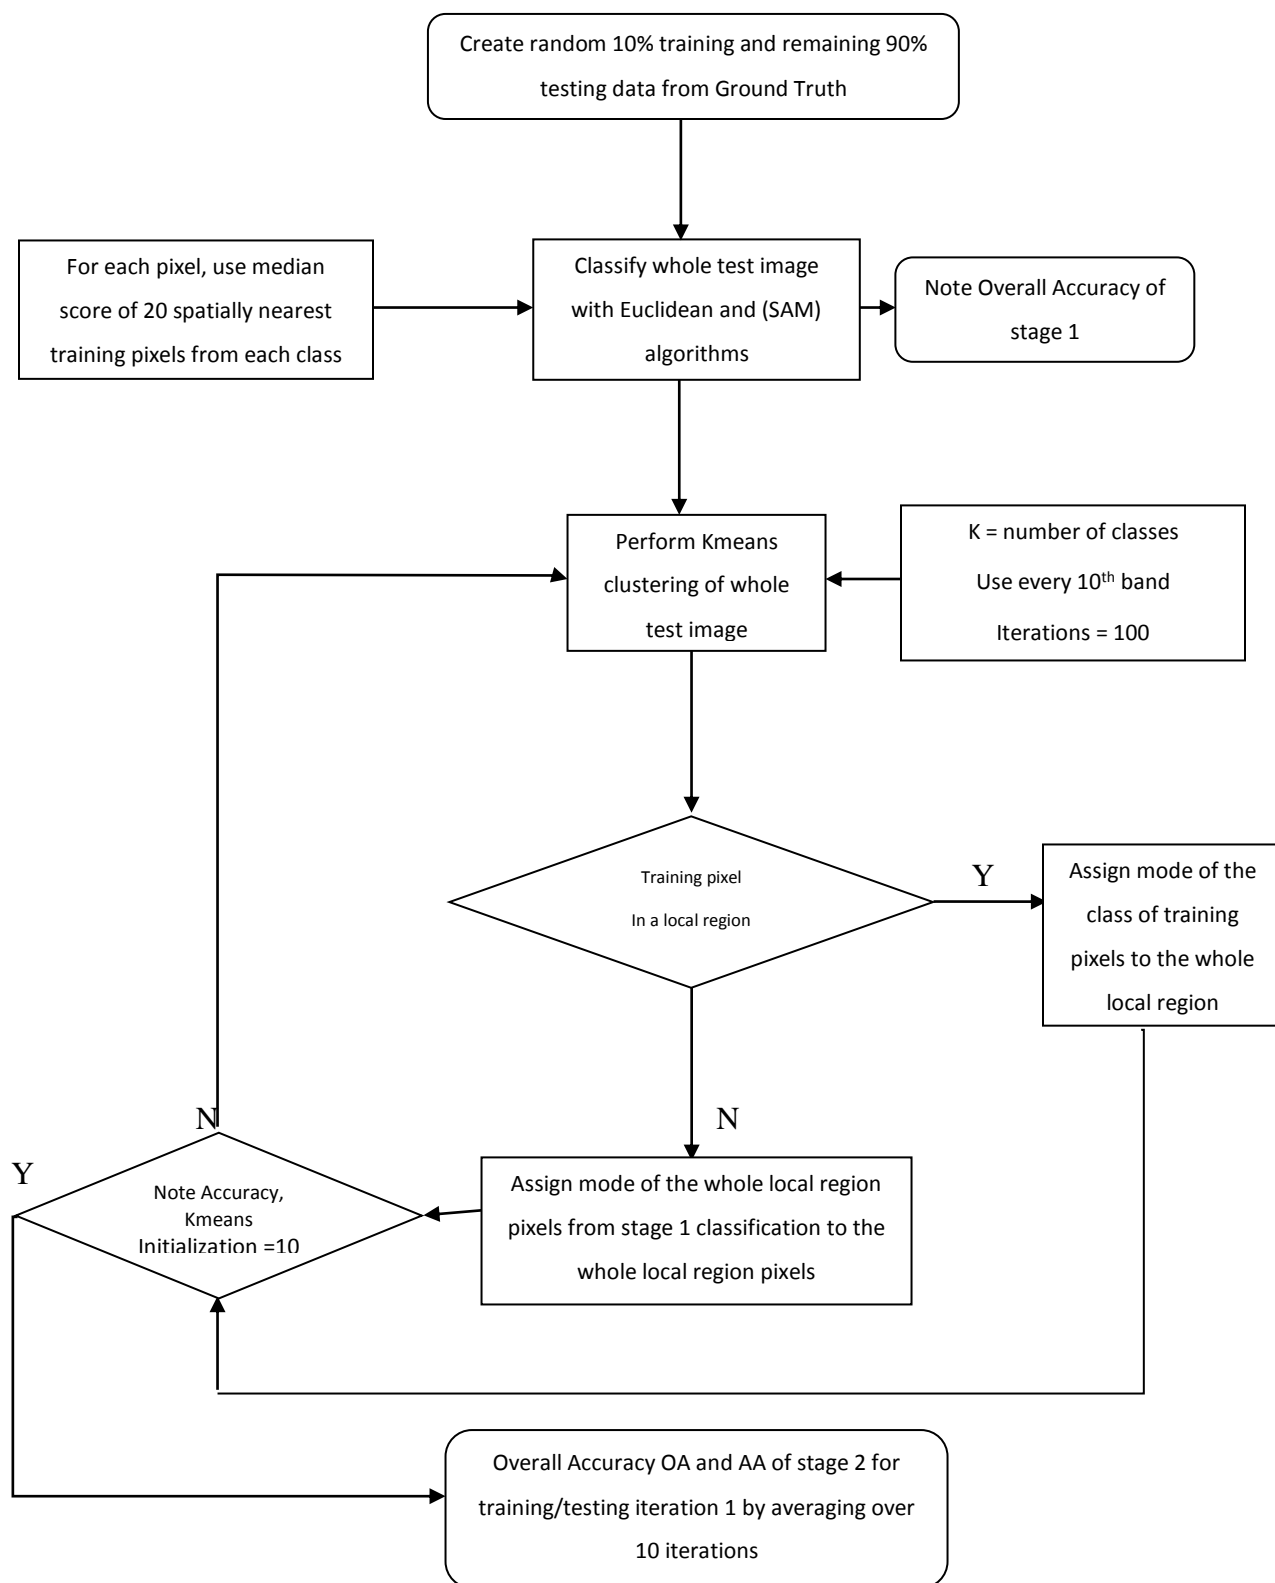 Create random 10% training and remaining 90%
testing data from Ground Truth
For each pixel, use median
score of 20 spatially nearest
training pixels from each class
Classify whole test image
with Euclidean and (SAM)
algorithms
Note Overall Accuracy of
stage 1
Perform Kmeans
clustering of whole
test image
K = number of classes
Use every 10th band
Iterations = 100
Training pixel
In a local region
Y
Assign mode of the
class of training
pixels to the whole
local region
N
N
Y
Note Accuracy,
Kmeans
Initialization =10
Assign mode of the whole local region
pixels from stage 1 classification to the
whole local region pixels
Overall Accuracy OA and AA of stage 2 for
training/testing iteration 1 by averaging over
10 iterations